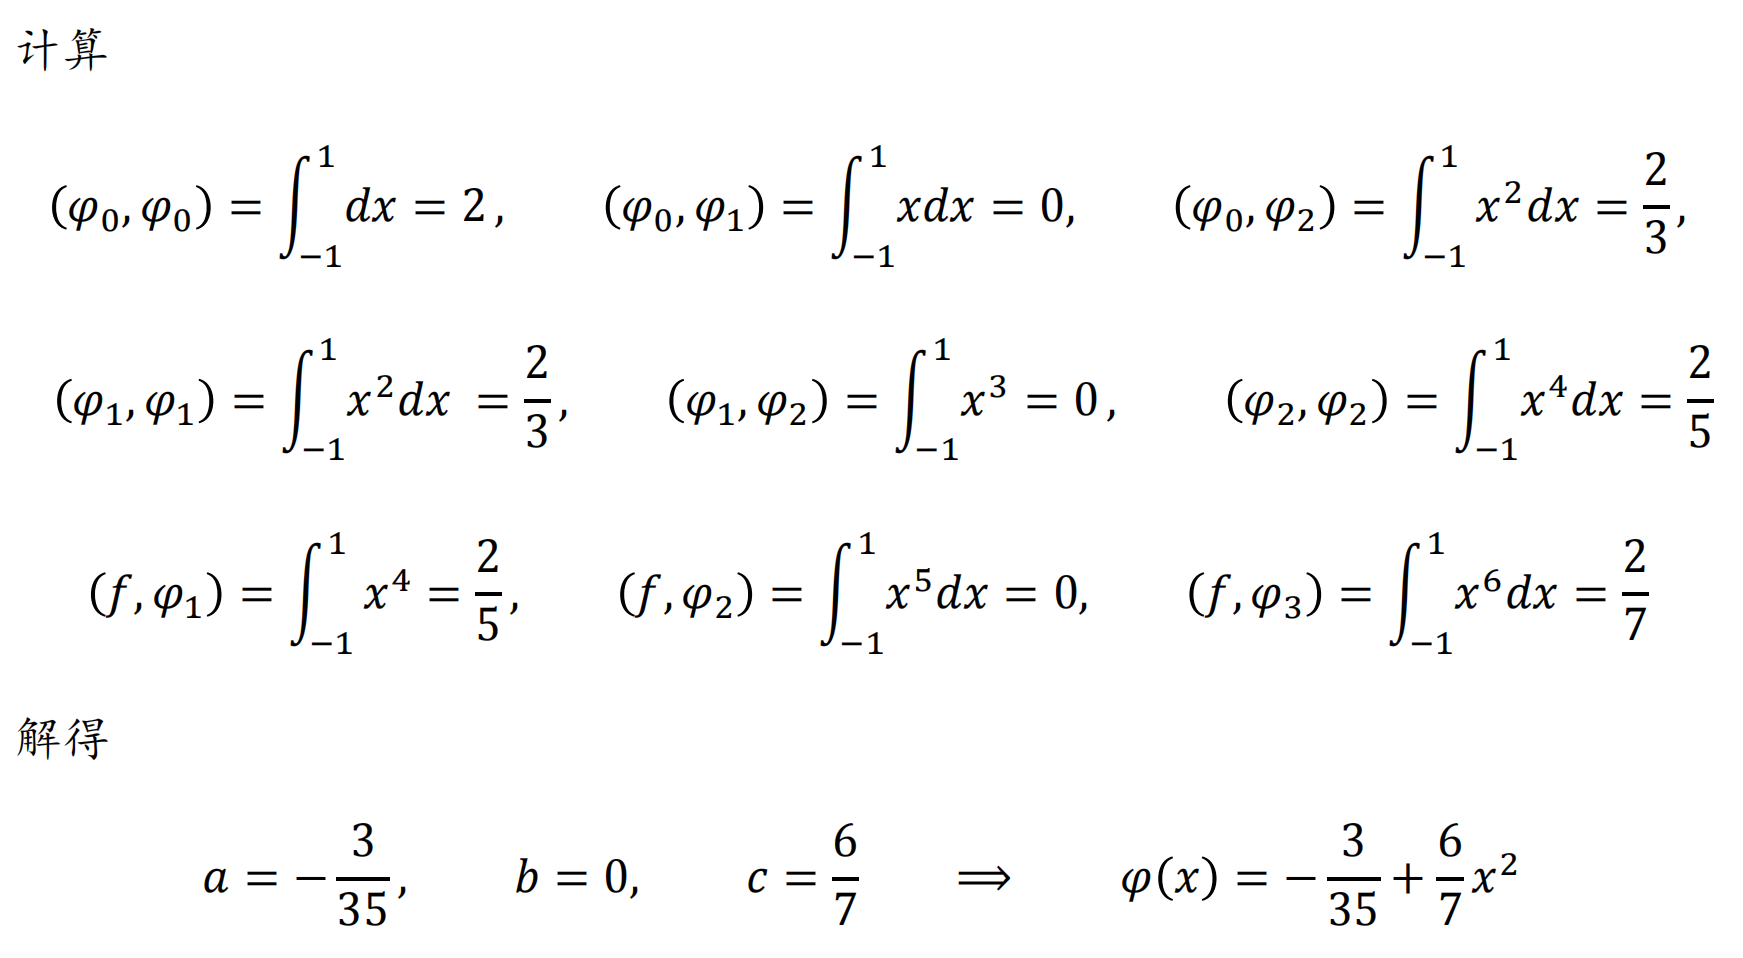 计算
(φ₀, φ₀) = ∫₋₁¹ dx = 2 ,  (φ₀, φ₁) = ∫₋₁¹ xdx = 0,  (φ₀, φ₂) = ∫₋₁¹ x²dx = 2/3,
(φ₁, φ₁) = ∫₋₁¹ x²dx = 2/3,  (φ₁, φ₂) = ∫₋₁¹ x³ = 0 ,  (φ₂, φ₂) = ∫₋₁¹ x⁴dx = 2/5
(f, φ₁) = ∫₋₁¹ x⁴ = 2/5,  (f, φ₂) = ∫₋₁¹ x⁵dx = 0,  (f, φ₃) = ∫₋₁¹ x⁶dx = 2/7
解得
a = −3/35,  b = 0,  c = 6/7  ⟹  φ(x) = −3/35 + 6/7 x²